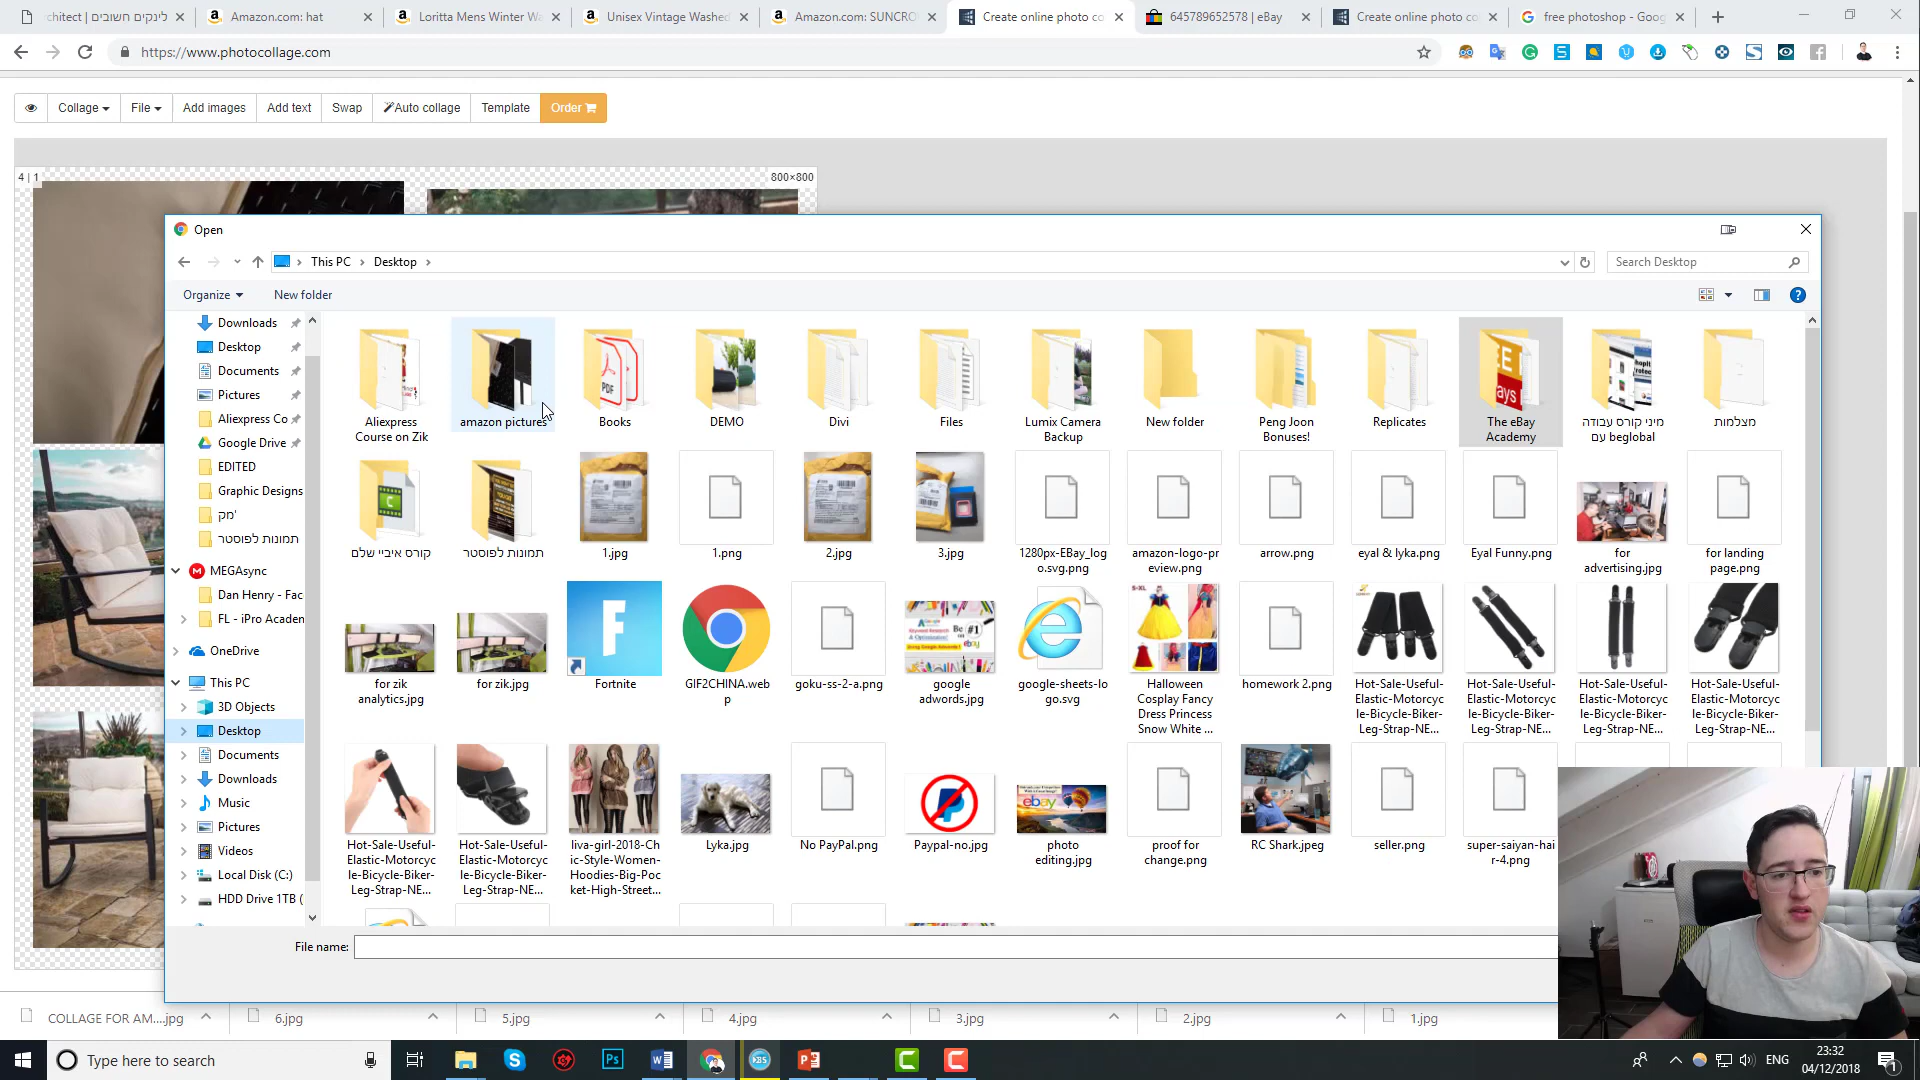 chitect | לינקים חשובים
Amazon.com: hat
Loritta Mens Winter Wa
Unisex Vintage Washed
Amazon.com: SUNCRO
Create online photo co
645789652578 | eBay
Create online photo co
free photoshop - Goog
https://www.photocollage.com
Collage
File
Add images
Add text
Swap
Auto collage
Template
Order
4 | 1
800×800
Open
This PC
Desktop
Search Desktop
Organize
New folder
Downloads
Desktop
Documents
Pictures
Aliexpress Co
Google Drive
EDITED
Graphic Designs
מק'
תמונות לפוסטר
MEGAsync
Dan Henry - Fac
FL - iPro Academ
OneDrive
This PC
3D Objects
Desktop
Documents
Downloads
Music
Pictures
Videos
Local Disk (C:)
HDD Drive 1TB (
Aliexpress
Course on Zik
amazon pictures
Books
DEMO
Divi
Files
Lumix Camera
Backup
New folder
Peng Joon
Bonuses!
Replicates
The eBay
Academy
מיני קורס עבודה
עם beglobal
מצלמות
קורס איביי שלם
תמונות לפוסטר
1.jpg
1.png
2.jpg
3.jpg
1280px-EBay_log
o.svg.png
amazon-logo-pr
eview.png
arrow.png
eyal & lyka.png
Eyal Funny.png
for
advertising.jpg
for landing
page.png
for zik
analytics.jpg
for zik.jpg
Fortnite
GIF2CHINA.web
p
goku-ss-2-a.png
google
adwords.jpg
google-sheets-lo
go.svg
Halloween
Cosplay Fancy
Dress Princess
Snow White ...
homework 2.png
Hot-Sale-Useful-
Elastic-Motorcyc
le-Bicycle-Biker-
Leg-Strap-NE...
Hot-Sale-Useful-
Elastic-Motorcyc
le-Bicycle-Biker-
Leg-Strap-NE...
Hot-Sale-Useful-
Elastic-Motorcyc
le-Bicycle-Biker-
Leg-Strap-NE...
Hot-Sale-Useful-
Elastic-Motorcyc
le-Bicycle-Biker-
Leg-Strap-NE...
Hot-Sale-Useful-
Elastic-Motorcyc
le-Bicycle-Biker-
Leg-Strap-NE...
Hot-Sale-Useful-
Elastic-Motorcyc
le-Bicycle-Biker-
Leg-Strap-NE...
liva-girl-2018-Ch
ic-Style-Women-
Hoodies-Big-Po
cket-High-Street...
Lyka.jpg
No PayPal.png
Paypal-no.jpg
photo
editing.jpg
proof for
change.png
RC Shark.jpeg
seller.png
super-saiyan-hai
r-4.png
File name:
COLLAGE FOR AM....jpg
6.jpg
5.jpg
4.jpg
3.jpg
2.jpg
1.jpg
Type here to search
ENG
23:32
04/12/2018